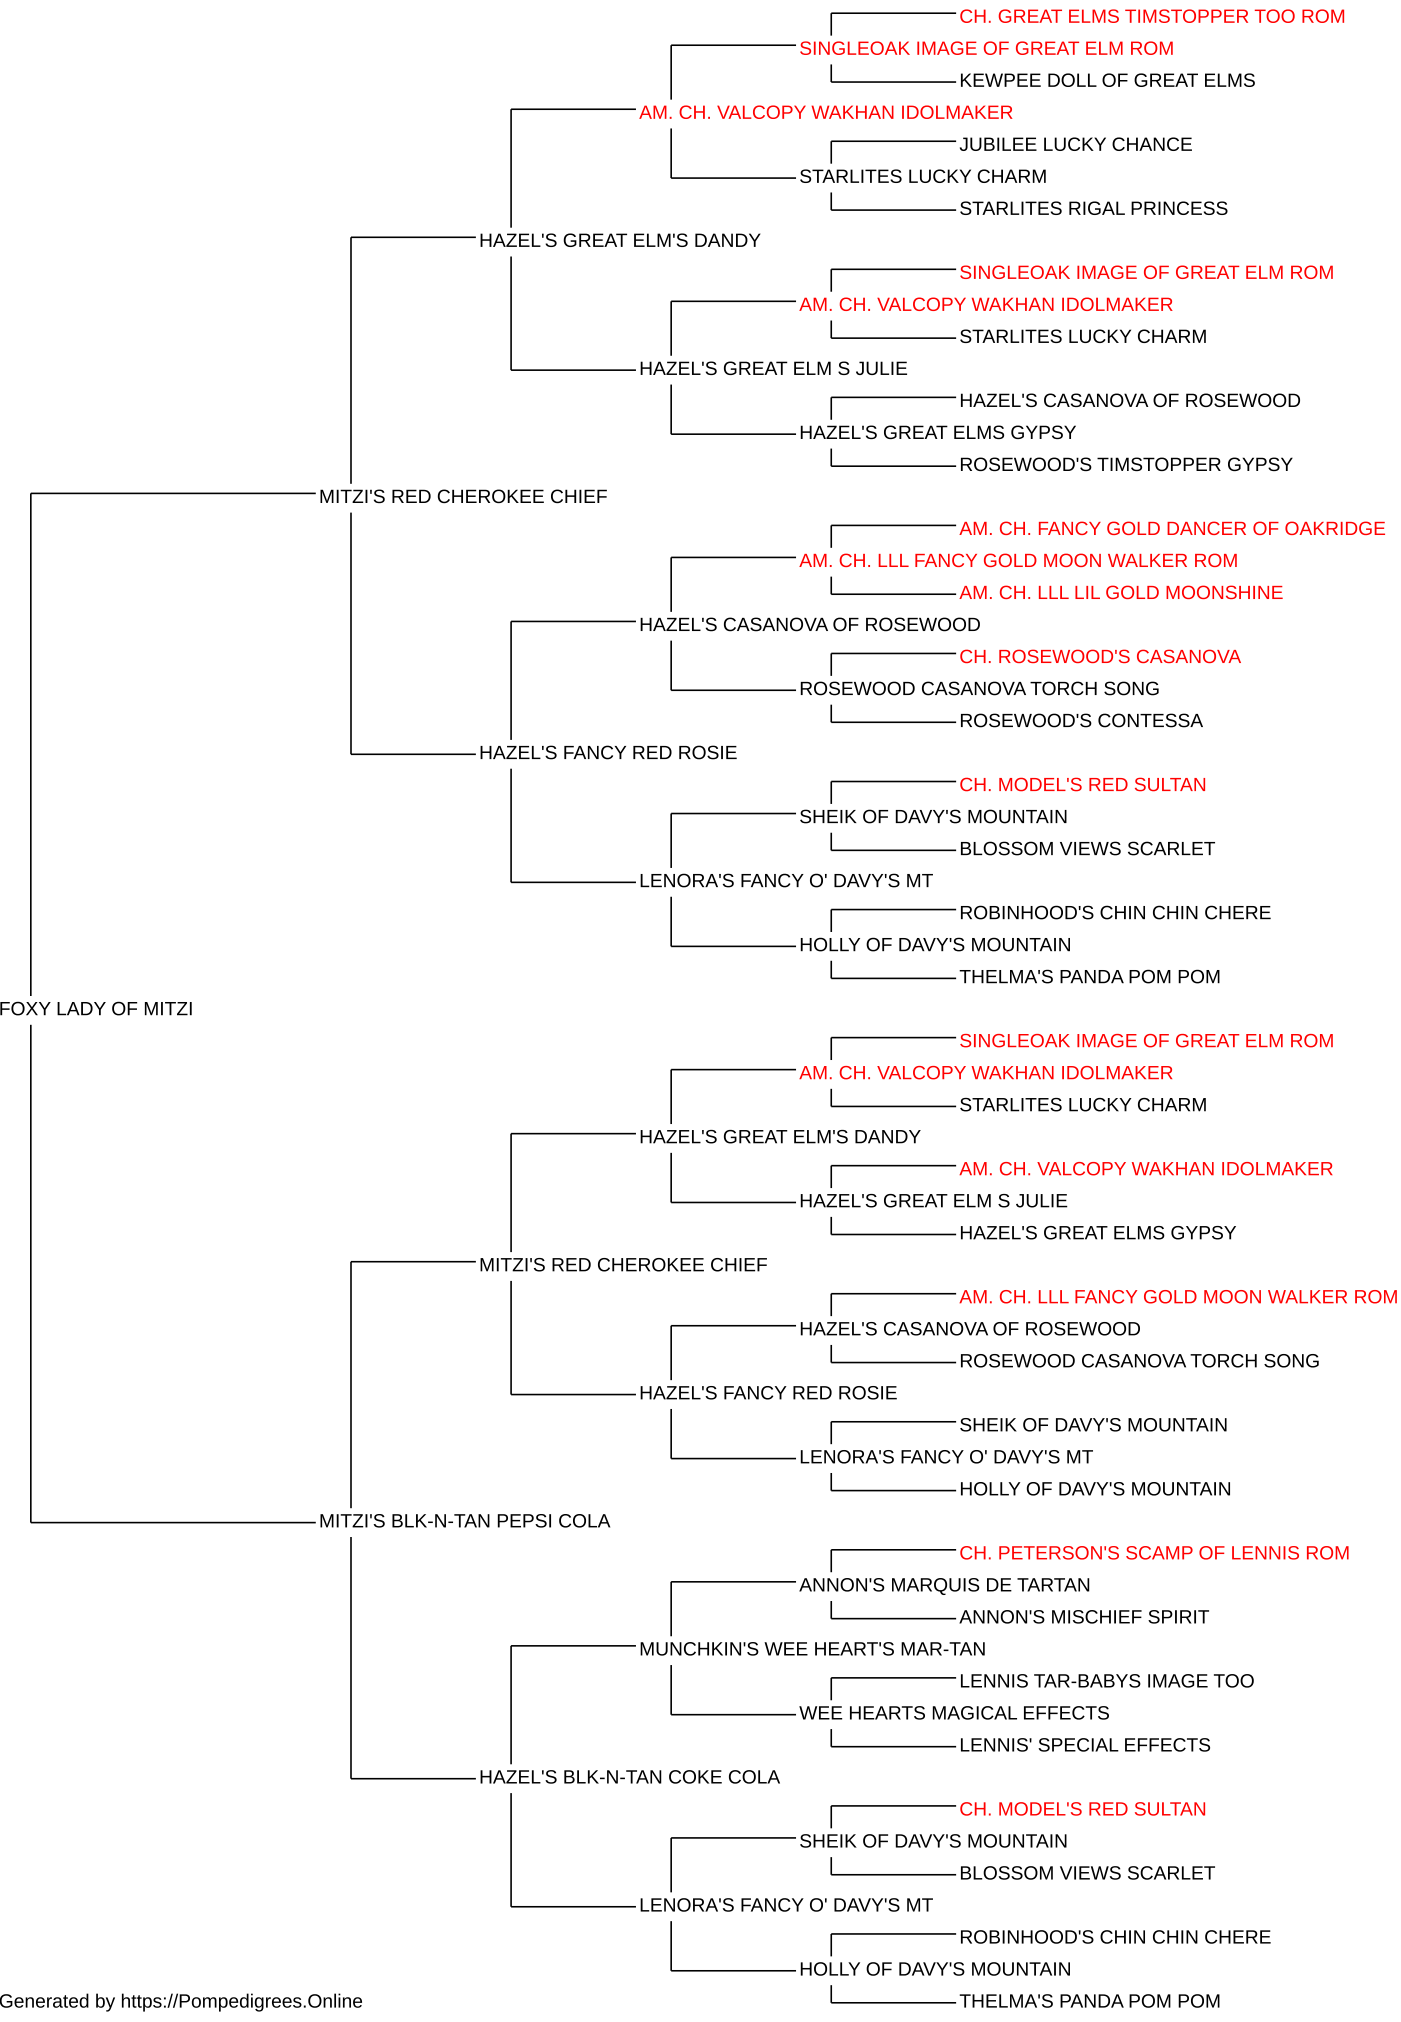 CH. GREAT ELMS TIMSTOPPER TOO ROM
SINGLEOAK IMAGE OF GREAT ELM ROM
KEWPEE DOLL OF GREAT ELMS
AM. CH. VALCOPY WAKHAN IDOLMAKER
JUBILEE LUCKY CHANCE
STARLITES LUCKY CHARM
STARLITES RIGAL PRINCESS
HAZEL'S GREAT ELM'S DANDY
SINGLEOAK IMAGE OF GREAT ELM ROM
AM. CH. VALCOPY WAKHAN IDOLMAKER
STARLITES LUCKY CHARM
HAZEL'S GREAT ELM S JULIE
HAZEL'S CASANOVA OF ROSEWOOD
HAZEL'S GREAT ELMS GYPSY
ROSEWOOD'S TIMSTOPPER GYPSY
MITZI'S RED CHEROKEE CHIEF
AM. CH. FANCY GOLD DANCER OF OAKRIDGE
AM. CH. LLL FANCY GOLD MOON WALKER ROM
AM. CH. LLL LIL GOLD MOONSHINE
HAZEL'S CASANOVA OF ROSEWOOD
CH. ROSEWOOD'S CASANOVA
ROSEWOOD CASANOVA TORCH SONG
ROSEWOOD'S CONTESSA
HAZEL'S FANCY RED ROSIE
CH. MODEL'S RED SULTAN
SHEIK OF DAVY'S MOUNTAIN
BLOSSOM VIEWS SCARLET
LENORA'S FANCY O' DAVY'S MT
ROBINHOOD'S CHIN CHIN CHERE
HOLLY OF DAVY'S MOUNTAIN
THELMA'S PANDA POM POM
FOXY LADY OF MITZI
SINGLEOAK IMAGE OF GREAT ELM ROM
AM. CH. VALCOPY WAKHAN IDOLMAKER
STARLITES LUCKY CHARM
HAZEL'S GREAT ELM'S DANDY
AM. CH. VALCOPY WAKHAN IDOLMAKER
HAZEL'S GREAT ELM S JULIE
HAZEL'S GREAT ELMS GYPSY
MITZI'S RED CHEROKEE CHIEF
AM. CH. LLL FANCY GOLD MOON WALKER ROM
HAZEL'S CASANOVA OF ROSEWOOD
ROSEWOOD CASANOVA TORCH SONG
HAZEL'S FANCY RED ROSIE
SHEIK OF DAVY'S MOUNTAIN
LENORA'S FANCY O' DAVY'S MT
HOLLY OF DAVY'S MOUNTAIN
MITZI'S BLK-N-TAN PEPSI COLA
CH. PETERSON'S SCAMP OF LENNIS ROM
ANNON'S MARQUIS DE TARTAN
ANNON'S MISCHIEF SPIRIT
MUNCHKIN'S WEE HEART'S MAR-TAN
LENNIS TAR-BABYS IMAGE TOO
WEE HEARTS MAGICAL EFFECTS
LENNIS' SPECIAL EFFECTS
HAZEL'S BLK-N-TAN COKE COLA
CH. MODEL'S RED SULTAN
SHEIK OF DAVY'S MOUNTAIN
BLOSSOM VIEWS SCARLET
LENORA'S FANCY O' DAVY'S MT
ROBINHOOD'S CHIN CHIN CHERE
HOLLY OF DAVY'S MOUNTAIN
THELMA'S PANDA POM POM
Generated by https://Pompedigrees.Online